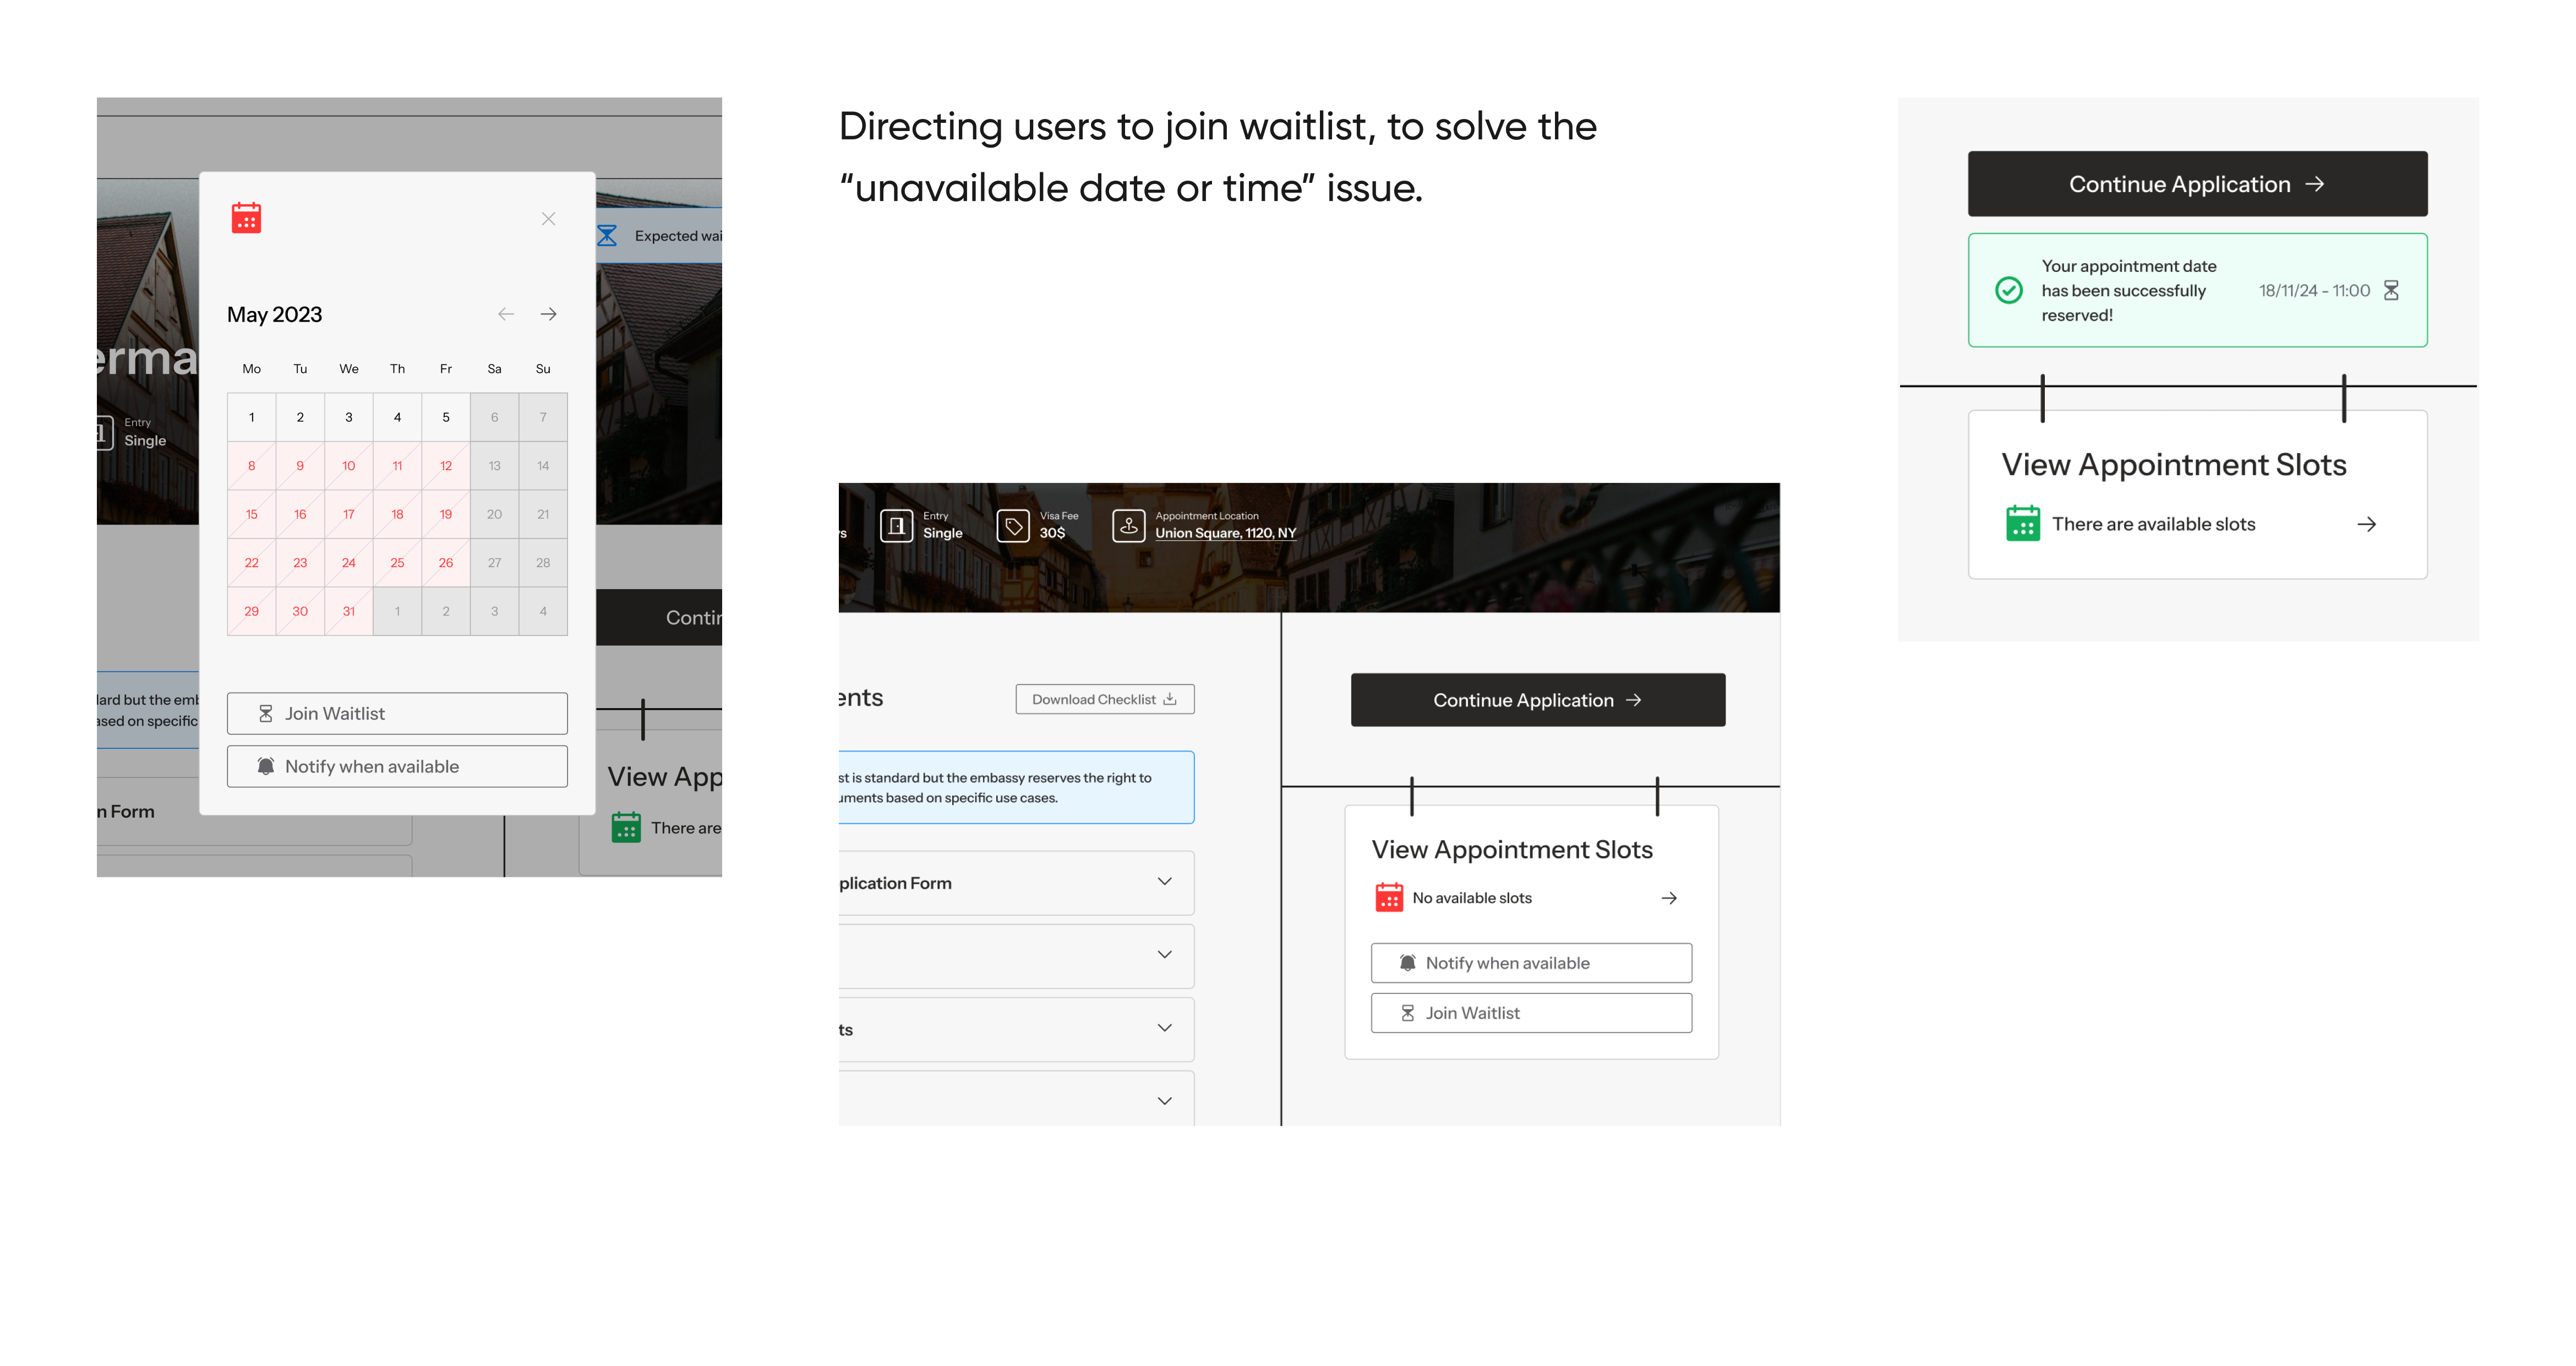 Directing users to join waitlist, to solve the
“unavailable date or time” issue.
Expected wai
erma
Entry
Single
May 2023
Mo Tu We Th Fr Sa Su
1 2 3 4 5 6 7
8 9 10 11 12 13 14
15 16 17 18 19 20 21
22 23 24 25 26 27 28
29 30 31 1 2 3 4
Join Waitlist
Notify when available
Contin
dard but the emb
ased on specific
n Form
View App
There are
Entry
Single
Visa Fee
30$
Appointment Location
Union Square, 1120, NY
ents
Download Checklist
st is standard but the embassy reserves the right to
uments based on specific use cases.
plication Form
ts
Continue Application
View Appointment Slots
No available slots
Notify when available
Join Waitlist
Continue Application
Your appointment date
has been successfully
reserved!
18/11/24 - 11:00
View Appointment Slots
There are available slots